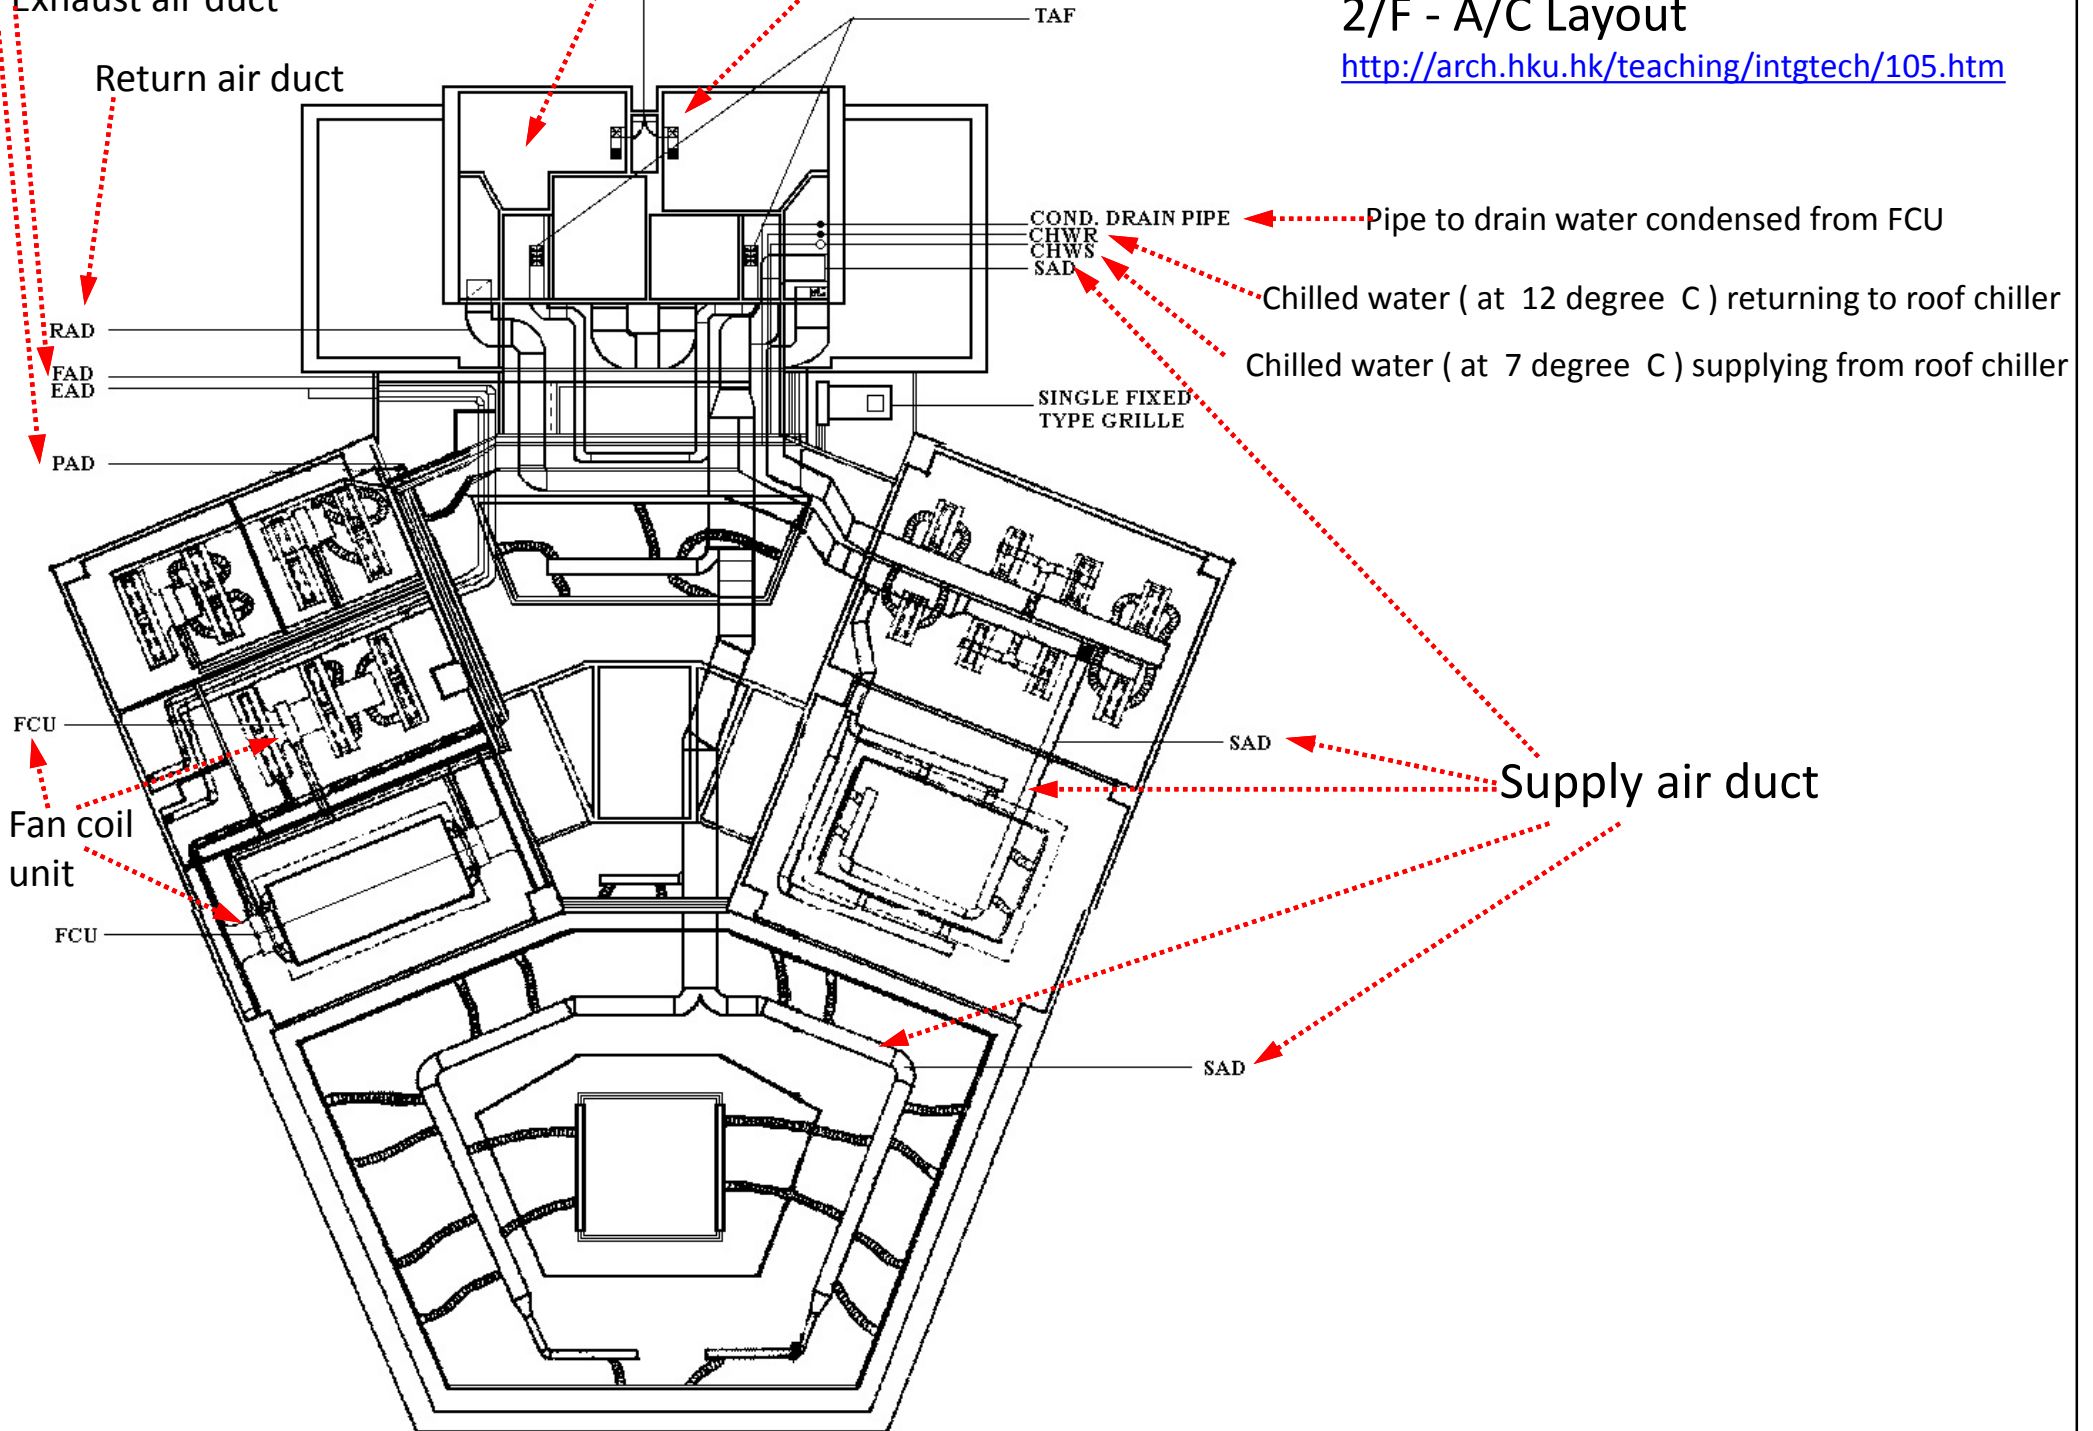 Exhaust air duct
TAF
2/F - A/C Layout
http://arch.hku.hk/teaching/intgtech/105.htm
Return air duct
COND. DRAIN PIPE
Pipe to drain water condensed from FCU
CHWR
CHWS
SAD
Chilled water ( at 12 degree C ) returning to roof chiller
RAD
Chilled water ( at 7 degree C ) supplying from roof chiller
FAD
EAD
SINGLE FIXED
TYPE GRILLE
PAD
FCU
SAD
Supply air duct
Fan coil
unit
FCU
SAD